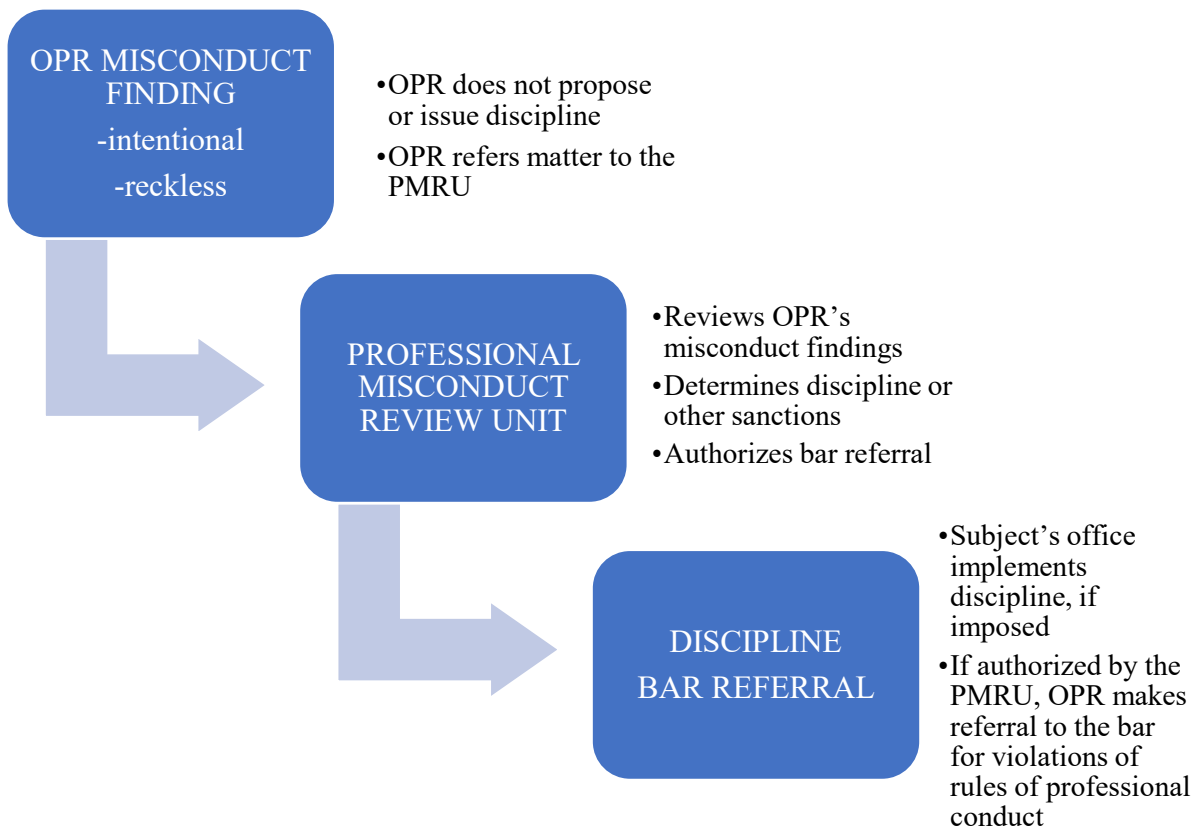 OPR MISCONDUCT
FINDING
-intentional
-reckless
•OPR does not propose
or issue discipline
•OPR refers matter to the
PMRU
PROFESSIONAL
MISCONDUCT
REVIEW UNIT
•Reviews OPR’s
misconduct findings
•Determines discipline or
other sanctions
•Authorizes bar referral
DISCIPLINE
BAR REFERRAL
•Subject’s office
implements
discipline, if
imposed
•If authorized by the
PMRU, OPR makes
referral to the bar
for violations of
rules of professional
conduct